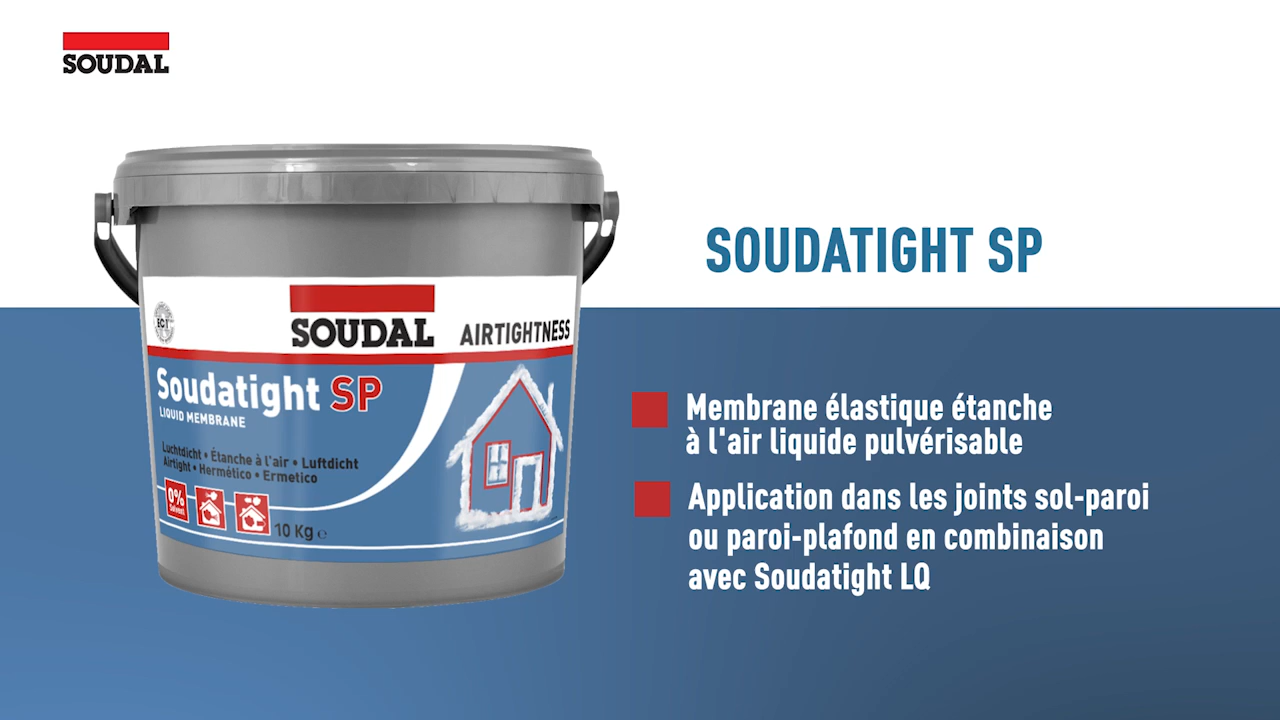 SOUDAL
SOUDATIGHT SP
SOUDAL
AIRTIGHTNESS
Soudatight SP
LIQUID MEMBRANE
Luchtdicht • Étanche à l'air • Luftdicht
Airtight • Hermético • Ermetico
0%
Solvent
10 Kg e
Membrane élastique étanche
à l'air liquide pulvérisable
Application dans les joints sol-paroi
ou paroi-plafond en combinaison
avec Soudatight LQ